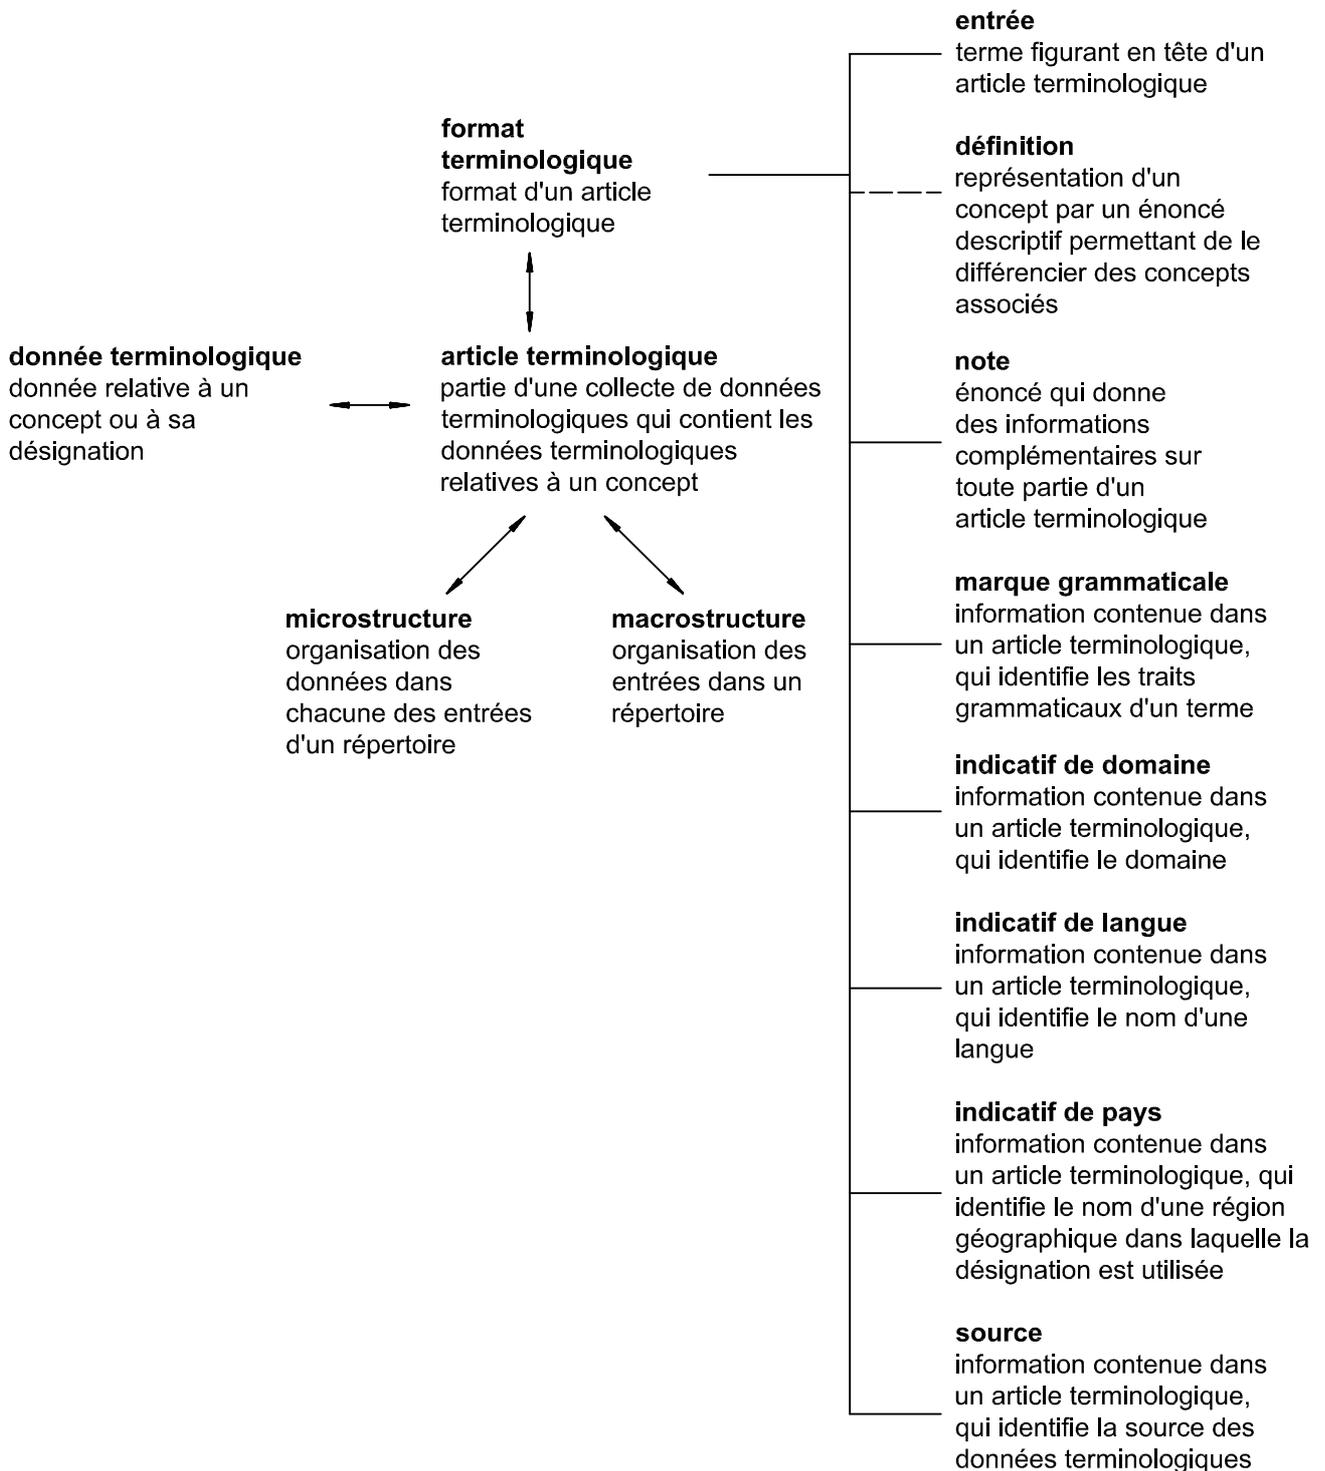 entrée
terme figurant en tête d'un
article terminologique
format
terminologique
format d'un article
terminologique
définition
représentation d'un
concept par un énoncé
descriptif permettant de le
différencier des concepts
associés
donnée terminologique
donnée relative à un
concept ou à sa
désignation
article terminologique
partie d'une collecte de données
terminologiques qui contient les
données terminologiques
relatives à un concept
note
énoncé qui donne
des informations
complémentaires sur
toute partie d'un
article terminologique
microstructure
organisation des
données dans
chacune des entrées
d'un répertoire
macrostructure
organisation des
entrées dans un
répertoire
marque grammaticale
information contenue dans
un article terminologique,
qui identifie les traits
grammaticaux d'un terme
indicatif de domaine
information contenue dans
un article terminologique,
qui identifie le domaine
indicatif de langue
information contenue dans
un article terminologique,
qui identifie le nom d'une
langue
indicatif de pays
information contenue dans
un article terminologique, qui
identifie le nom d'une région
géographique dans laquelle la
désignation est utilisée
source
information contenue dans
un article terminologique,
qui identifie la source des
données terminologiques